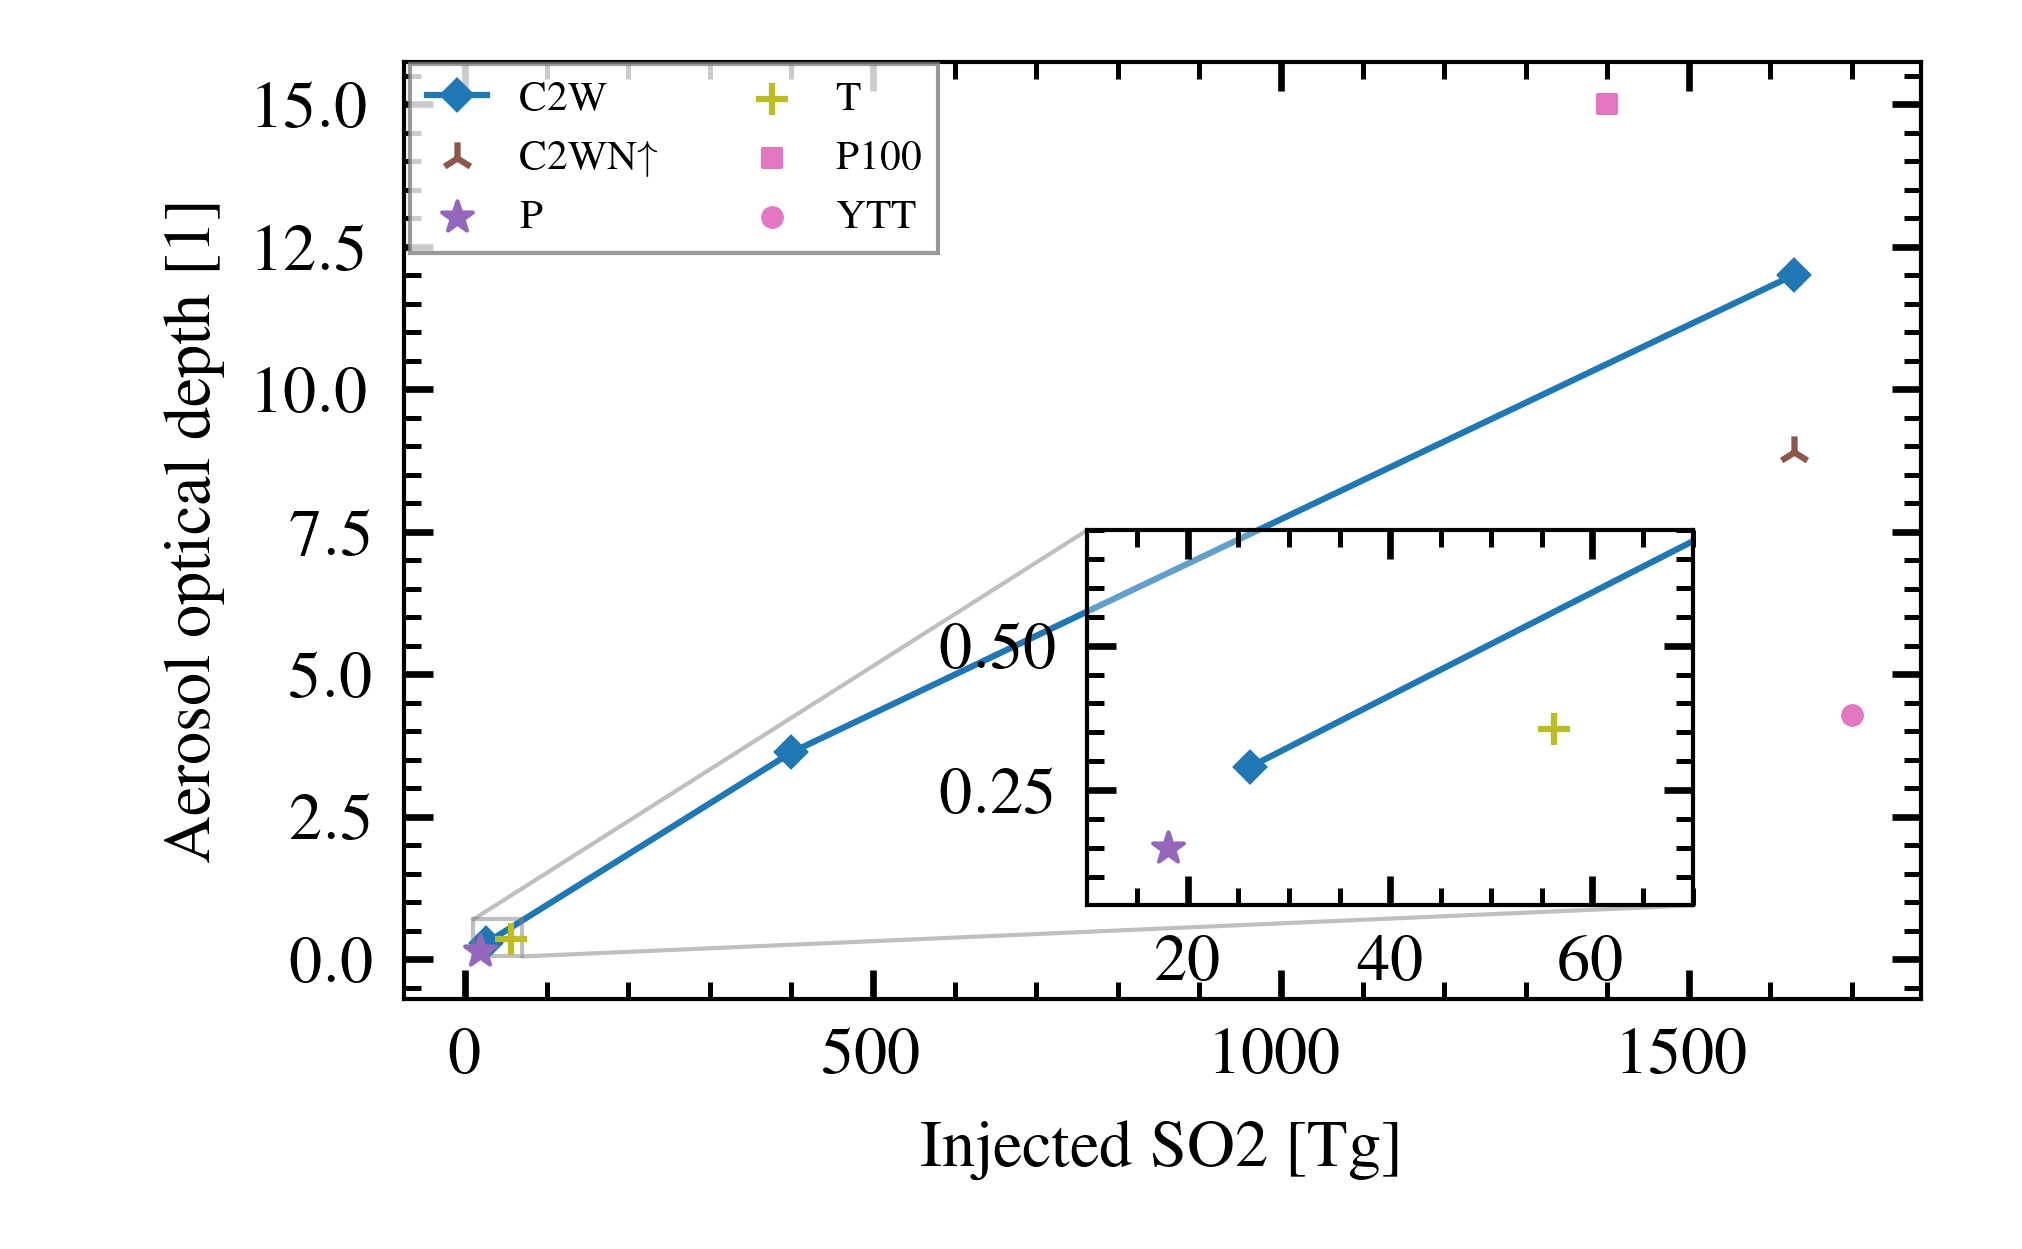 C2W
C2WN↑
P
T
P100
YTT
Aerosol optical depth [1]
15.0
12.5
10.0
7.5
5.0
2.5
0.0
0.50
0.25
20 40 60
0 500 1000 1500
Injected SO2 [Tg]